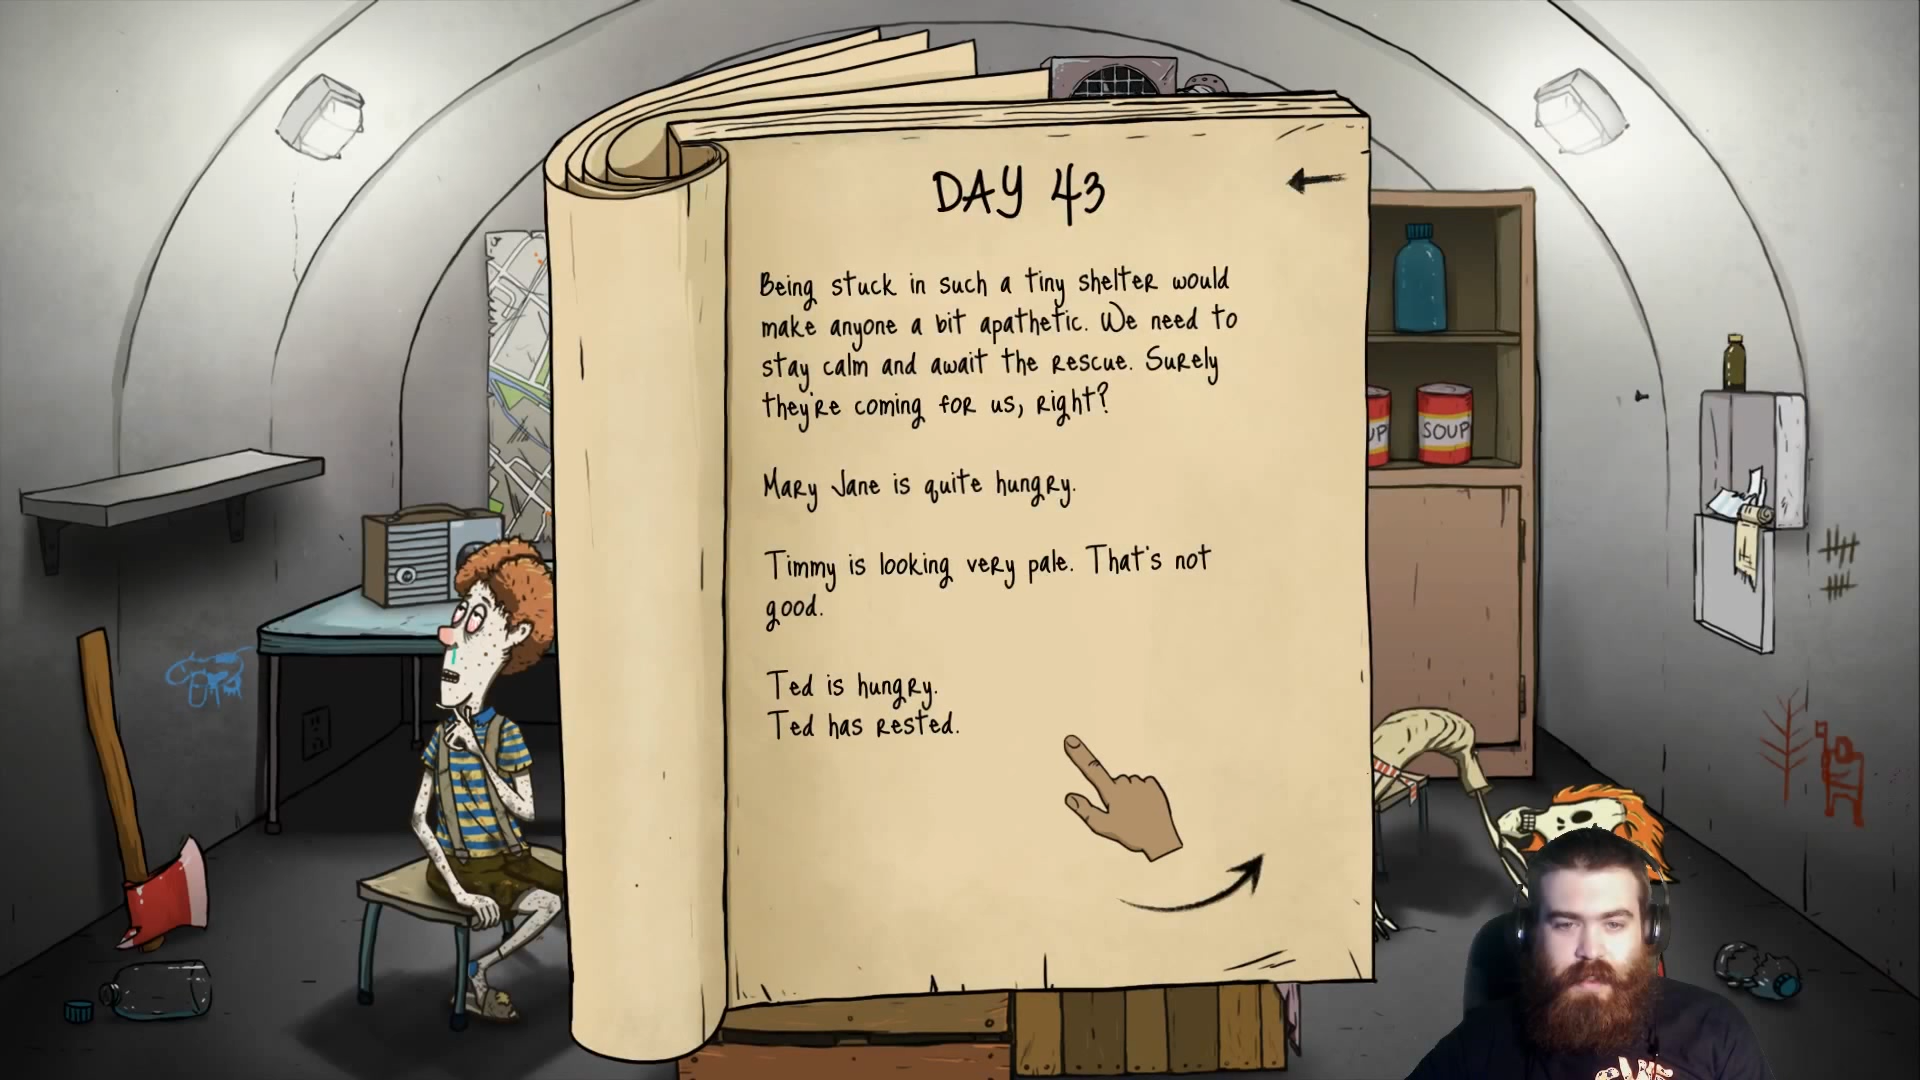 DAY 43
Being stuck in such a tiny shelter would
make anyone a bit apathetic. We need to
stay calm and await the rescue. Surely
they're coming for us, right?
Mary Jane is quite hungry.
Timmy is looking very pale. That's not
good.
Ted is hungry.
Ted has rested.
UP
SOUP